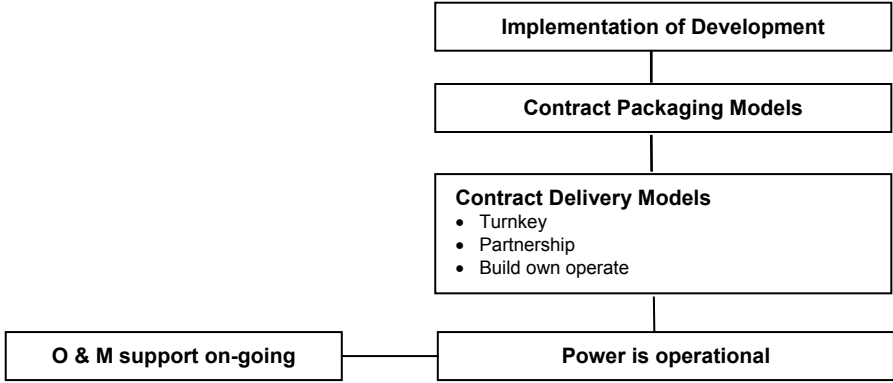 Implementation of Development
Contract Packaging Models
Contract Delivery Models
• Turnkey
• Partnership
• Build own operate
O & M support on-going
Power is operational